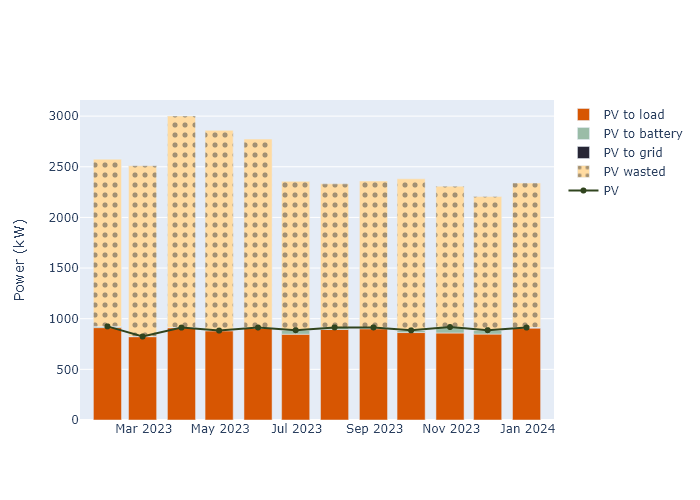 3000
2500
2000
1500
1000
500
0
Power (kW)
Mar 2023 May 2023 Jul 2023 Sep 2023 Nov 2023 Jan 2024
PV to load
PV to battery
PV to grid
PV wasted
PV